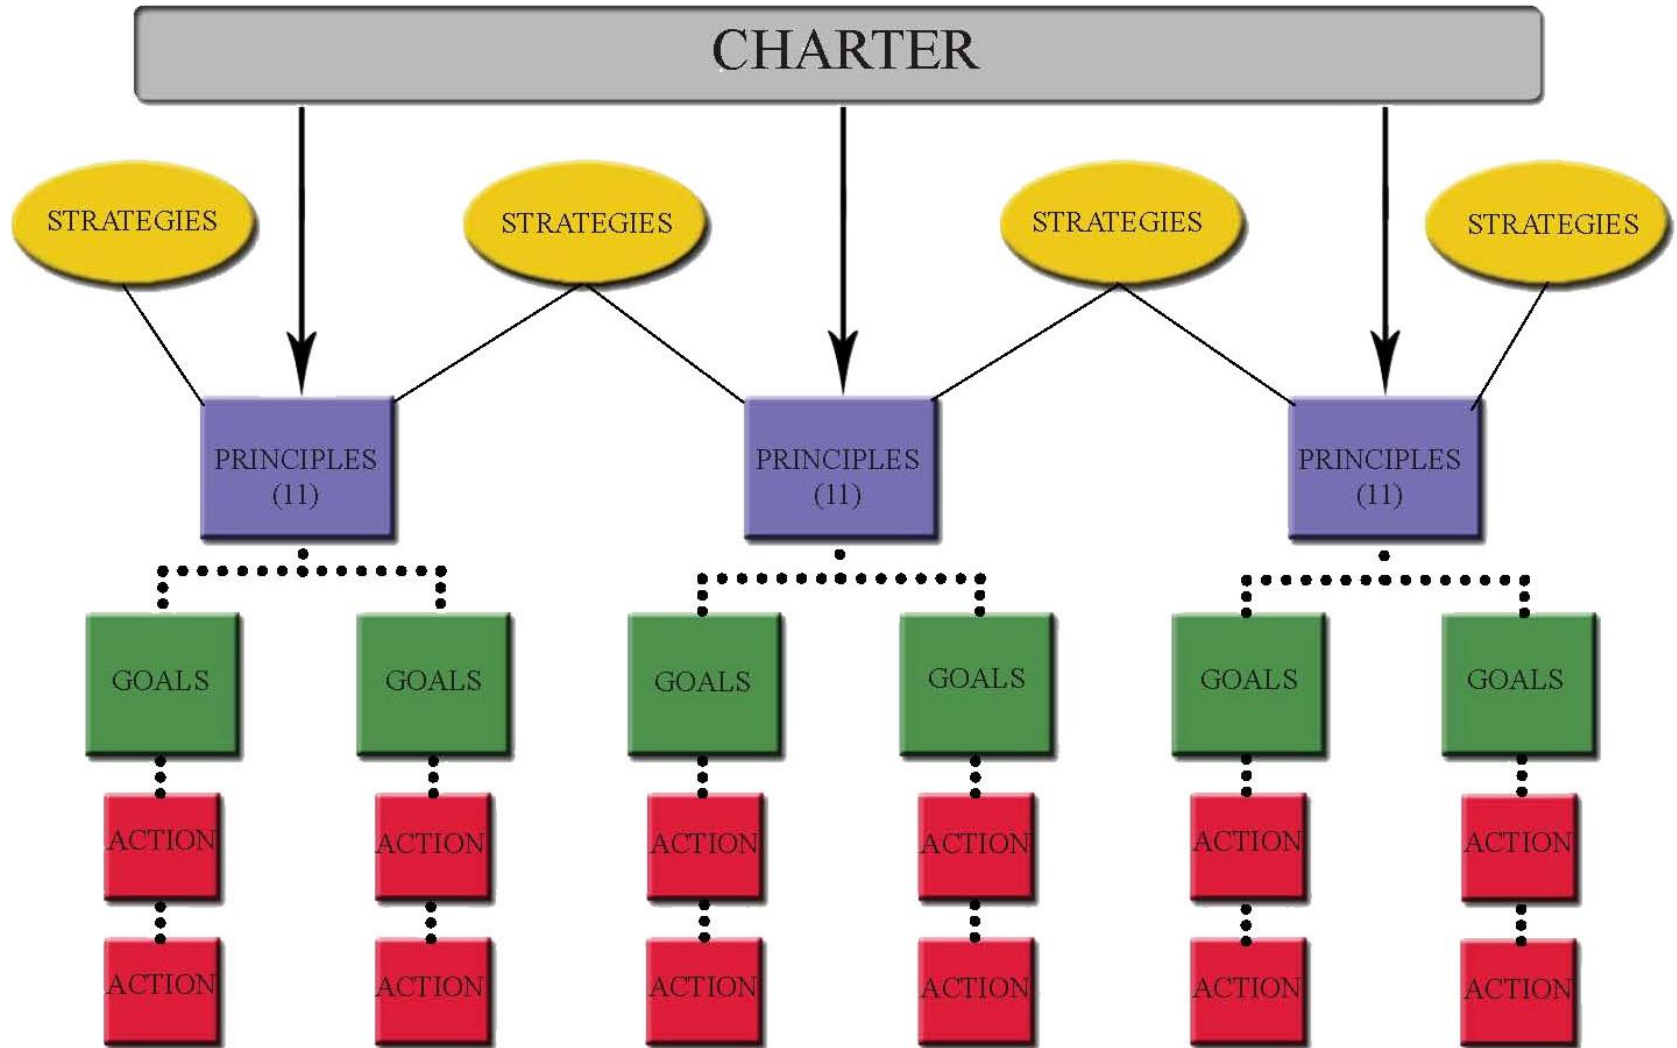 CHARTER
STRATEGIES
STRATEGIES
STRATEGIES
STRATEGIES
PRINCIPLES
(11)
PRINCIPLES
(11)
PRINCIPLES
(11)
GOALS
GOALS
GOALS
GOALS
GOALS
GOALS
ACTION
ACTION
ACTION
ACTION
ACTION
ACTION
ACTION
ACTION
ACTION
ACTION
ACTION
ACTION